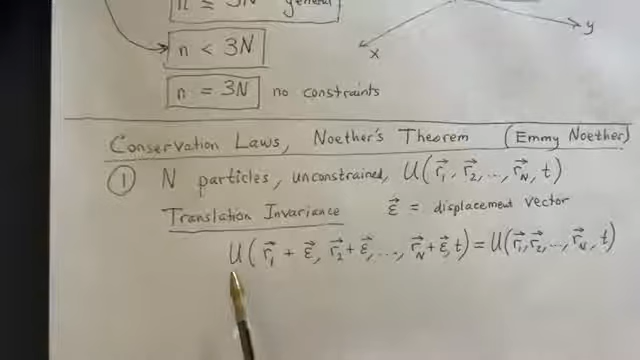 n ≤ 3N general
n < 3N
x
y
n = 3N no constraints
Conservation Laws, Noether's Theorem (Emmy Noether)
① N particles, unconstrained, U(r⃗₁, r⃗₂, ..., r⃗_N, t)
Translation Invariance ε⃗ = displacement vector
U(r⃗₁ + ε⃗, r⃗₂ + ε⃗, ..., r⃗_N + ε⃗, t) = U(r⃗₁, r⃗₂, ..., r⃗_N, t)